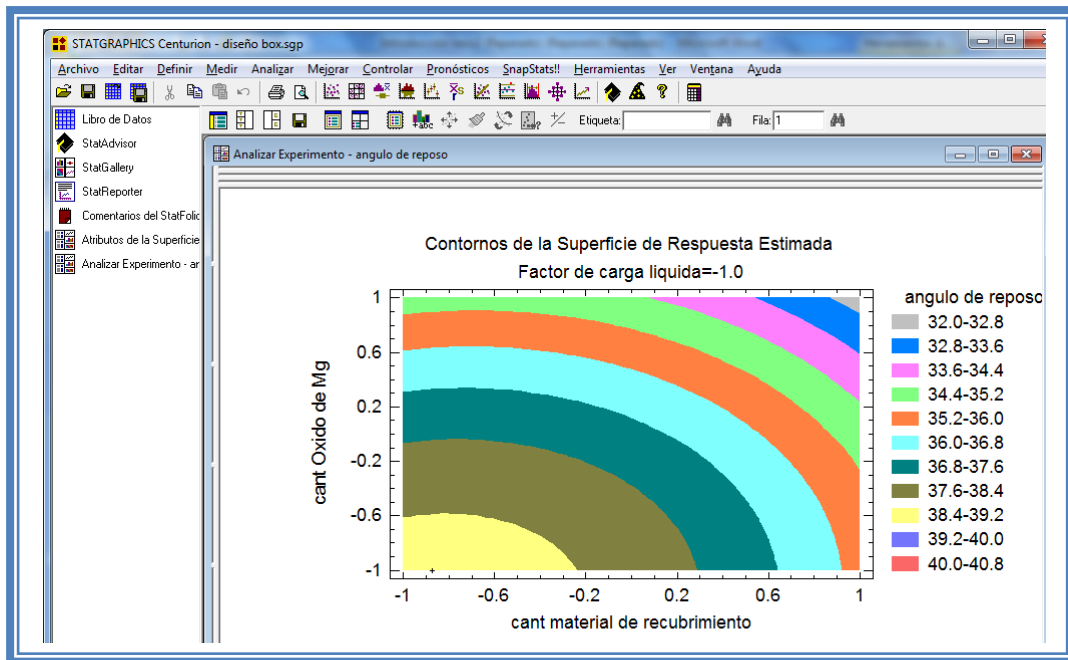 STATGRAPHICS Centurion - diseño box.sgp
Archivo Editar Definir Medir Analizar Mejorar Controlar Pronósticos SnapStats!! Herramientas Ver Ventana Ayuda
Etiqueta: Fila: 1
Libro de Datos
StatAdvisor
StatGallery
StatReporter
Comentarios del StatFolic
Atributos de la Superficie
Analizar Experimento - ar
Analizar Experimento - angulo de reposo
Contornos de la Superficie de Respuesta Estimada
Factor de carga liquida=-1.0
angulo de reposo
32.0-32.8
32.8-33.6
33.6-34.4
34.4-35.2
35.2-36.0
36.0-36.8
36.8-37.6
37.6-38.4
38.4-39.2
39.2-40.0
40.0-40.8
cant Oxido de Mg
1
0.6
0.2
-0.2
-0.6
-1
-1 -0.6 -0.2 0.2 0.6 1
cant material de recubrimiento